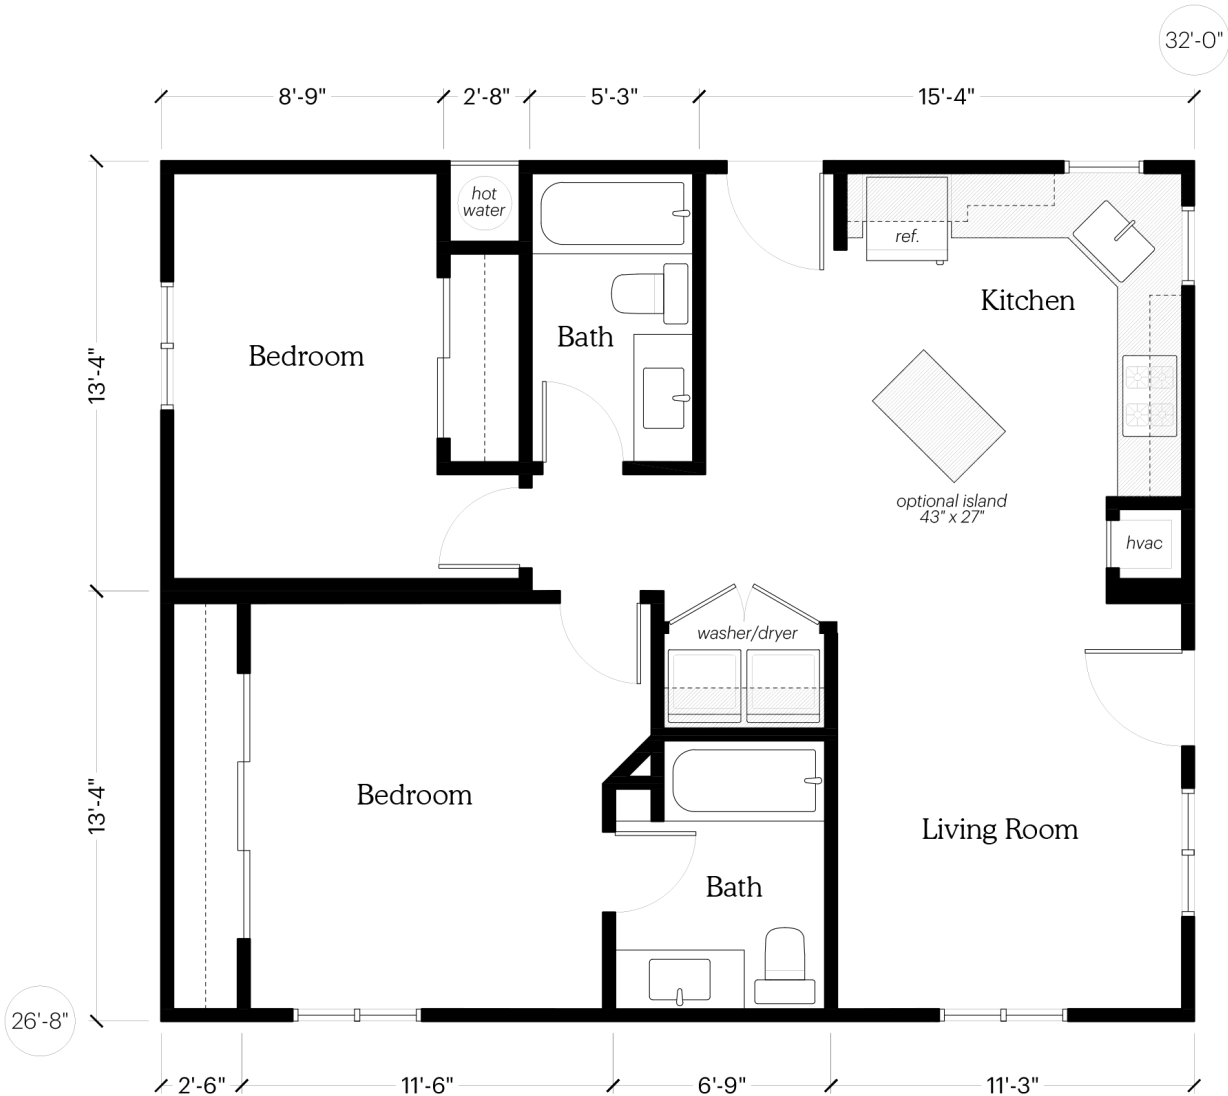 32'-0"
8'-9"
2'-8"
5'-3"
15'-4"
hot
water
ref.
Kitchen
Bath
Bedroom
13'-4"
optional island
43" x 27"
hvac
washer/dryer
Bedroom
13'-4"
Living Room
Bath
26'-8"
2'-6"
11'-6"
6'-9"
11'-3"